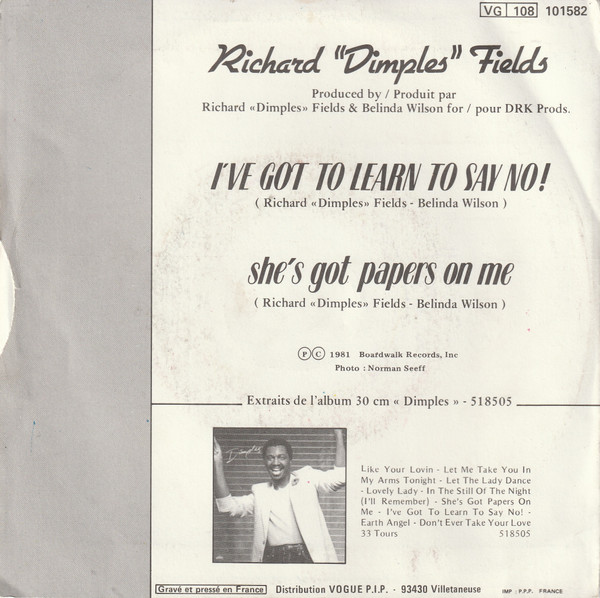 VG 108 101582
Richard "Dimples" Fields
Produced by / Produit par
Richard «Dimples» Fields & Belinda Wilson for / pour DRK Prods.
I'VE GOT TO LEARN TO SAY NO!
( Richard «Dimples» Fields - Belinda Wilson )
she's got papers on me
( Richard «Dimples» Fields - Belinda Wilson )
Ⓟ Ⓒ 1981 Boardwalk Records, Inc
Photo : Norman Seeff
Extraits de l'album 30 cm « Dimples » - 518505
Dimples
Like Your Lovin - Let Me Take You In
My Arms Tonight - Let The Lady Dance
- Lovely Lady - In The Still Of The Night
(I'll Remember) - She's Got Papers On
Me - I've Got To Learn To Say No! -
Earth Angel - Don't Ever Take Your Love
33 Tours 518505
Gravé et pressé en France Distribution VOGUE P.I.P. - 93430 Villetaneuse IMP : P.P.P. FRANCE